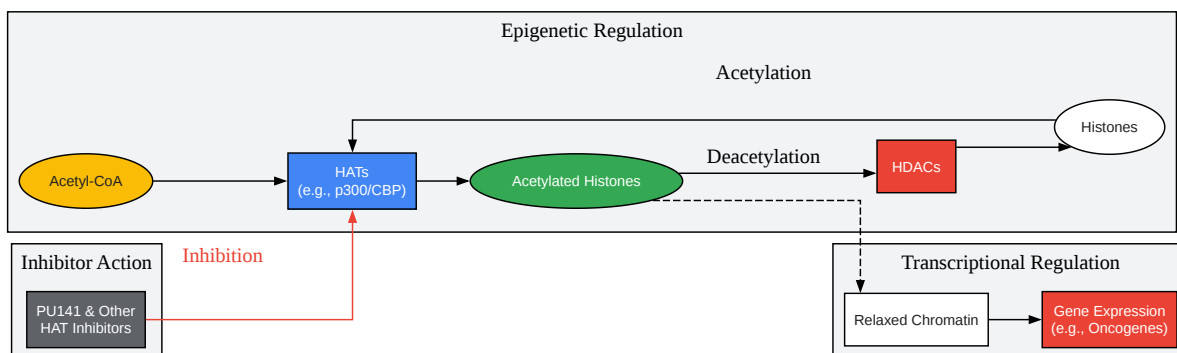 Epigenetic Regulation
Acetylation
Histones
Acetyl-CoA
HATs
(e.g., p300/CBP)
Acetylated Histones
Deacetylation
HDACs
Inhibitor Action
Inhibition
PU141 & Other
HAT Inhibitors
Transcriptional Regulation
Relaxed Chromatin
Gene Expression
(e.g., Oncogenes)